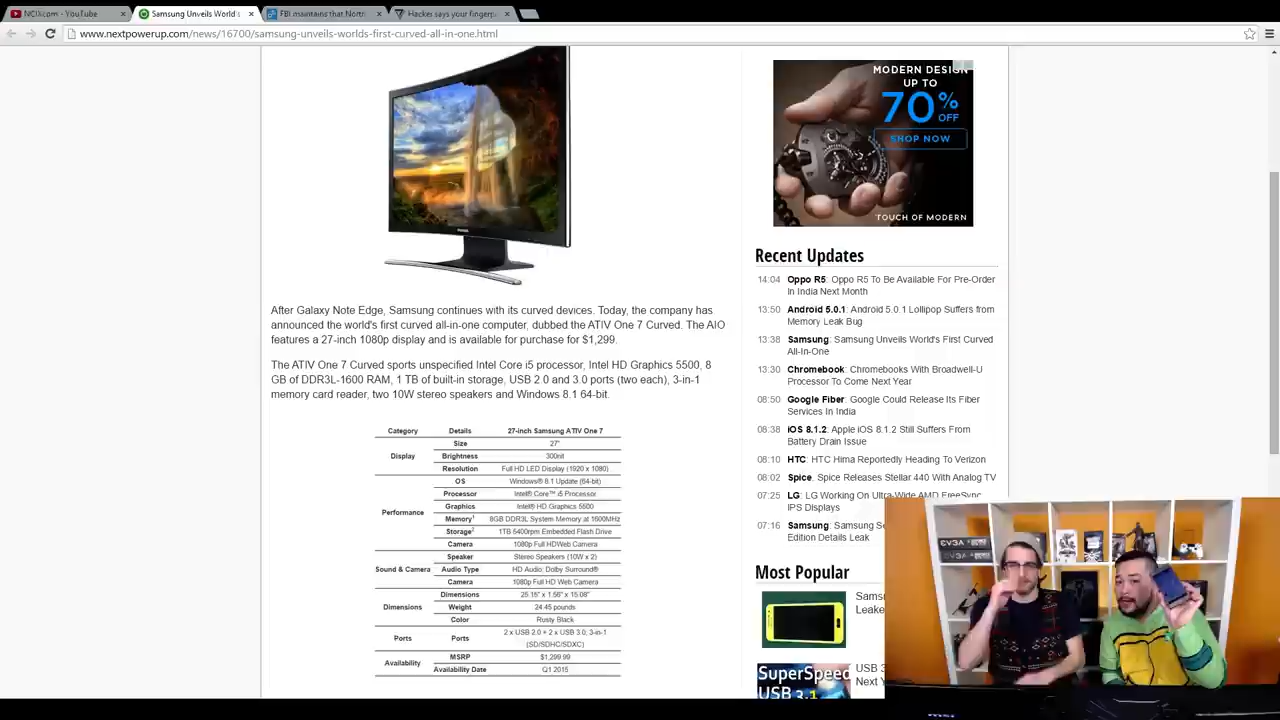 NCIXcom - YouTube
Samsung Unveils World's
FBI maintains that North
Hacker says your fingerp
www.nextpowerup.com/news/16700/samsung-unveils-worlds-first-curved-all-in-one.html
MODERN DESIGN
UP TO
70%
OFF
SHOP NOW
TOUCH OF MODERN
SAMSUNG
After Galaxy Note Edge, Samsung continues with its curved devices. Today, the company has
announced the world's first curved all-in-one computer, dubbed the ATIV One 7 Curved. The AIO
features a 27-inch 1080p display and is available for purchase for $1,299.
The ATIV One 7 Curved sports unspecified Intel Core i5 processor, Intel HD Graphics 5500, 8
GB of DDR3L-1600 RAM, 1 TB of built-in storage, USB 2.0 and 3.0 ports (two each), 3-in-1
memory card reader, two 10W stereo speakers and Windows 8.1 64-bit.
Category Details 27-inch Samsung ATIV One 7
Display
Size 27"
Brightness 300nit
Resolution Full HD LED Display (1920 x 1080)
Performance
OS Windows® 8.1 Update (64-bit)
Processor Intel® Core™ i5 Processor
Graphics Intel® HD Graphics 5500
Memory1 8GB DDR3L System Memory at 1600MHz
Storage2 1TB 5400rpm Embedded Flash Drive
Camera 1080p Full HDWeb Camera
Sound & Camera
Speaker Stereo Speakers (10W x 2)
Audio Type HD Audio; Dolby Surround®
Camera 1080p Full HD Web Camera
Dimensions
Dimensions 25.15" x 1.56" x 15.08"
Weight 24.45 pounds
Color Rusty Black
Ports Ports 2 x USB 2.0 + 2 x USB 3.0, 3-in-1
(SD/SDHC/SDXC)
Availability
MSRP $1,299.99
Availability Date Q1 2015
Recent Updates
14:04 Oppo R5: Oppo R5 To Be Available For Pre-Order
In India Next Month
13:50 Android 5.0.1: Android 5.0.1 Lollipop Suffers from
Memory Leak Bug
13:38 Samsung: Samsung Unveils World's First Curved
All-In-One
13:30 Chromebook: Chromebooks With Broadwell-U
Processor To Come Next Year
08:50 Google Fiber: Google Could Release Its Fiber
Services In India
08:38 iOS 8.1.2: Apple iOS 8.1.2 Still Suffers From
Battery Drain Issue
08:10 HTC: HTC Hima Reportedly Heading To Verizon
08:02 Spice: Spice Releases Stellar 440 With Analog TV
07:25 LG: LG Working On Ultra-Wide AMD FreeSync
IPS Displays
07:16 Samsung: Samsung Se
Edition Details Leak
Most Popular
Samsu
Leake
SuperSpeed
USB 3.1
USB 3
Next Y
EVGA
EVGA
msi